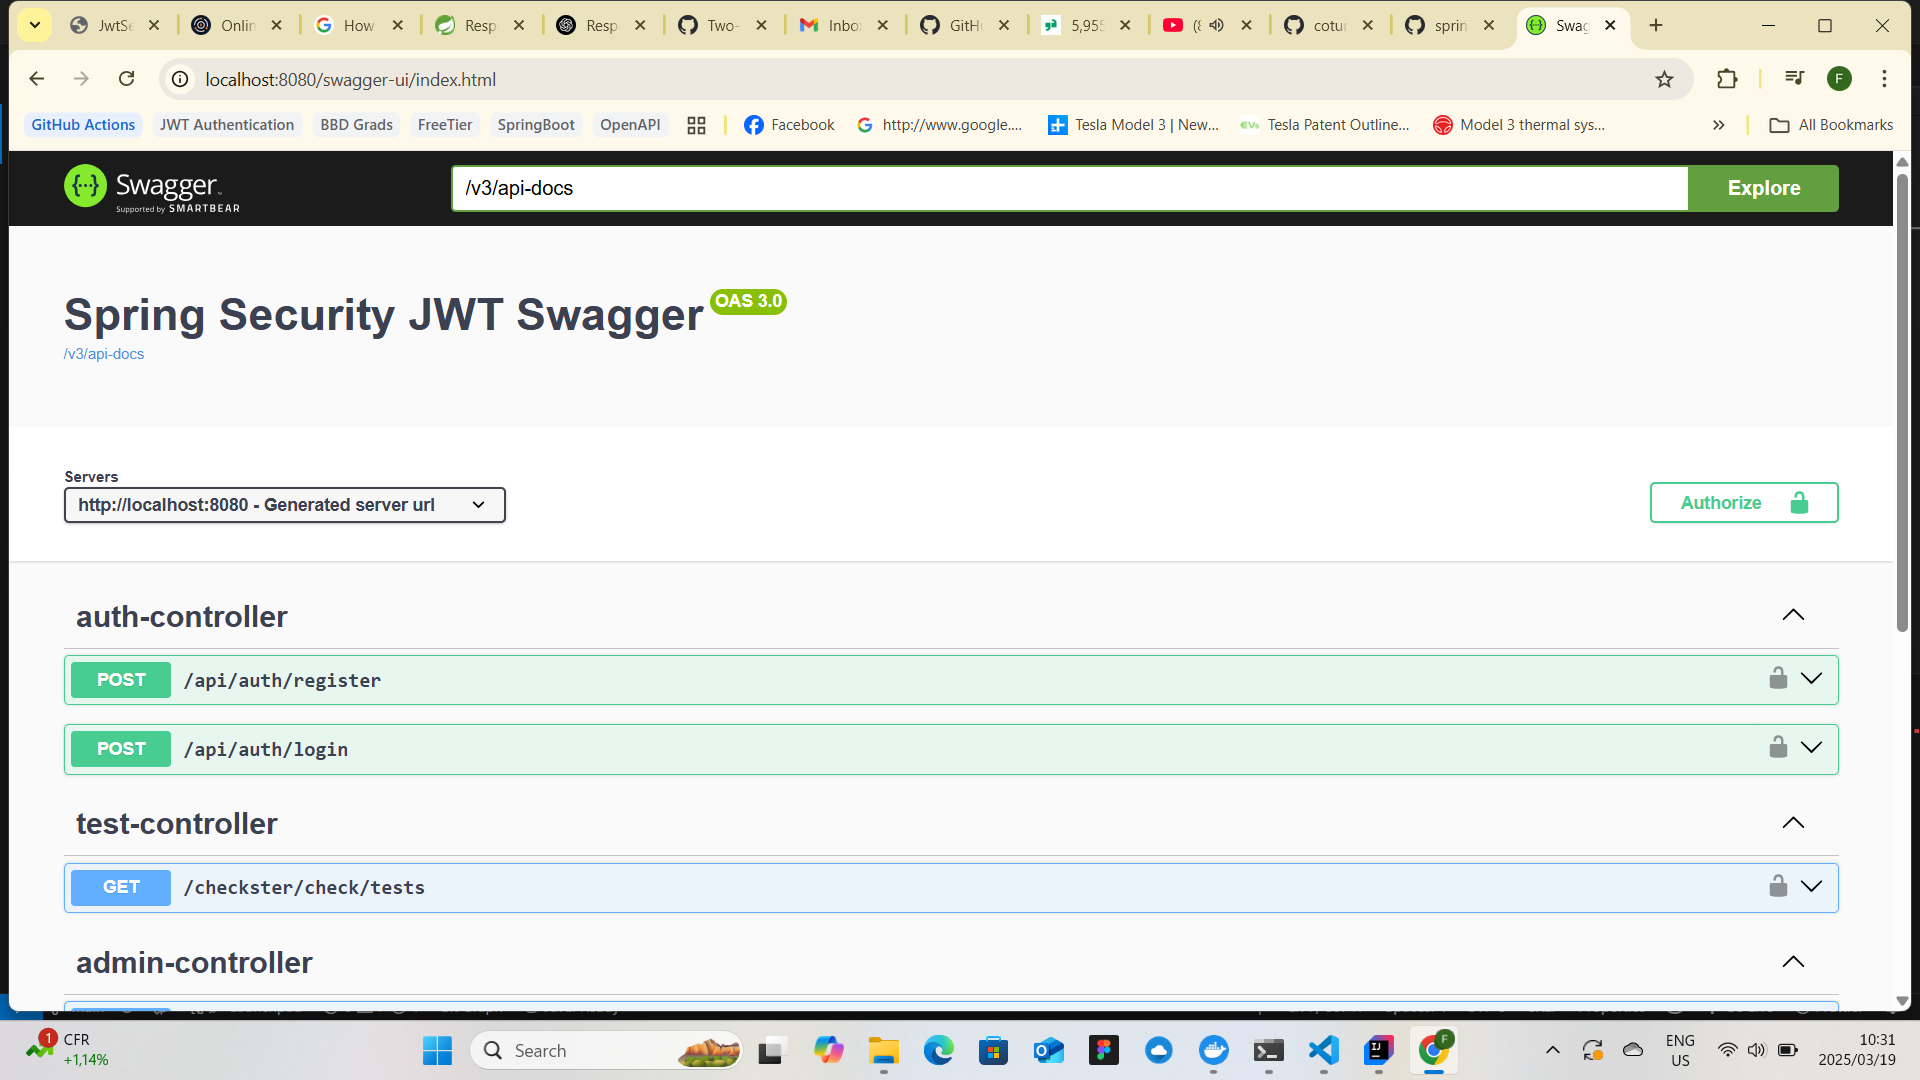 JwtSe
Onlin
How
Resp
Resp
Two-
Inbo
GitHu
5,955
(8
cotur
sprin
Swag
localhost:8080/swagger-ui/index.html
F
GitHub Actions
JWT Authentication
BBD Grads
FreeTier
SpringBoot
OpenAPI
Facebook
http://www.google....
Tesla Model 3 | New...
Tesla Patent Outline...
Model 3 thermal sys...
All Bookmarks
Swagger
Supported by SMARTBEAR
/v3/api-docs
Explore
Spring Security JWT Swagger
OAS 3.0
/v3/api-docs
Servers
http://localhost:8080 - Generated server url
Authorize
auth-controller
POST /api/auth/register
POST /api/auth/login
test-controller
GET /checkster/check/tests
admin-controller
1
CFR
+1,14%
Search
ENG
US
10:31
2025/03/19